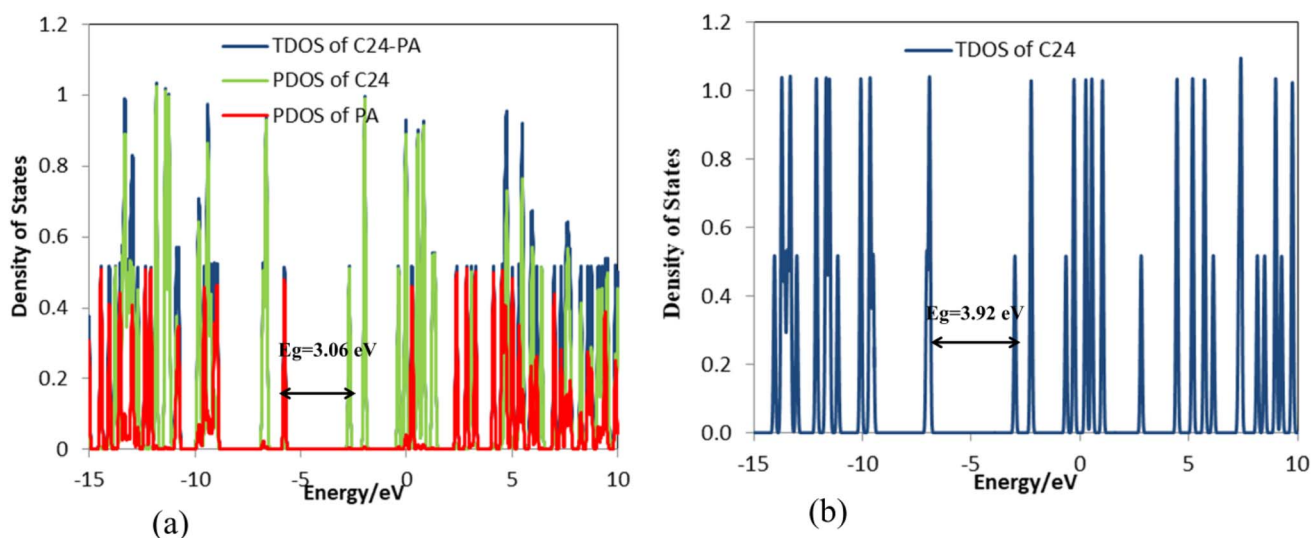 1.2
1
0.8
0.6
0.4
0.2
0
Density of States
TDOS of C24-PA
PDOS of C24
PDOS of PA
Eg=3.06 eV
-15
-10
-5
0
5
10
Energy/eV
(a)
1.2
1.0
0.8
0.6
0.4
0.2
0.0
Density of States
TDOS of C24
Eg=3.92 eV
-15
-10
-5
0
5
10
Energy/eV
(b)